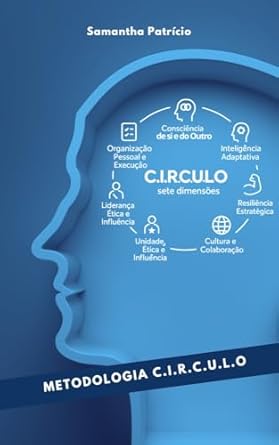 Samantha Patrício
Consciência
de si e do Outro
Organização
Pessoal e
Execução
Inteligência
Adaptativa
C.I.R.C.U.L.O
sete dimensões
Liderança
Ética e
Influência
Resiliência
Estratégica
Unidade,
Ética e
Influência
Cultura e
Colaboração
METODOLOGIA C.I.R.C.U.L.O